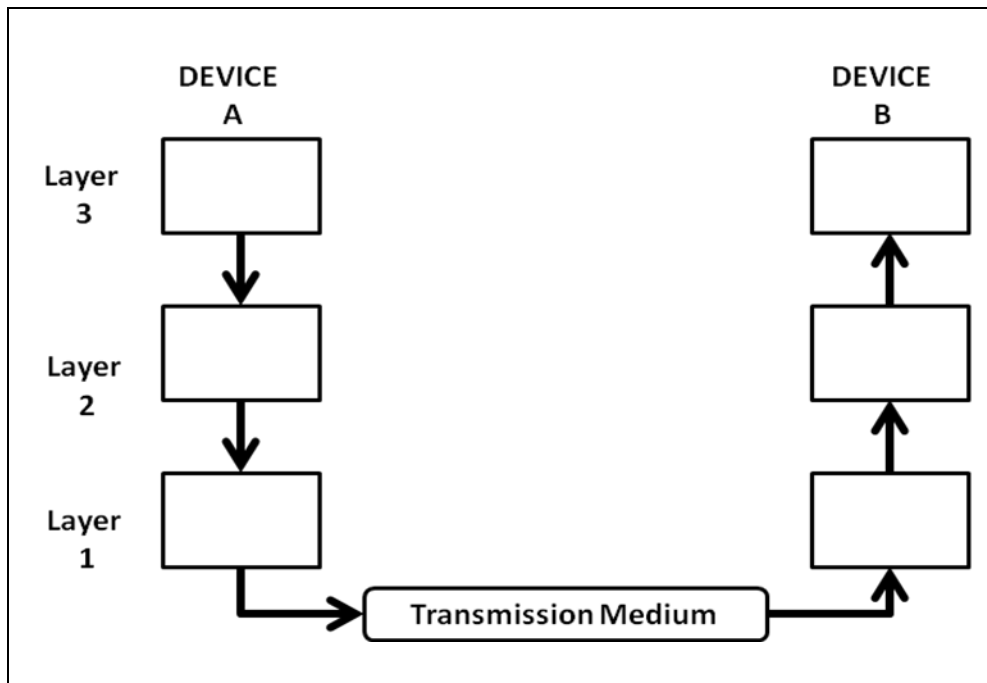 DEVICE
A
DEVICE
B
Layer
3
Layer
2
Layer
1
Transmission Medium